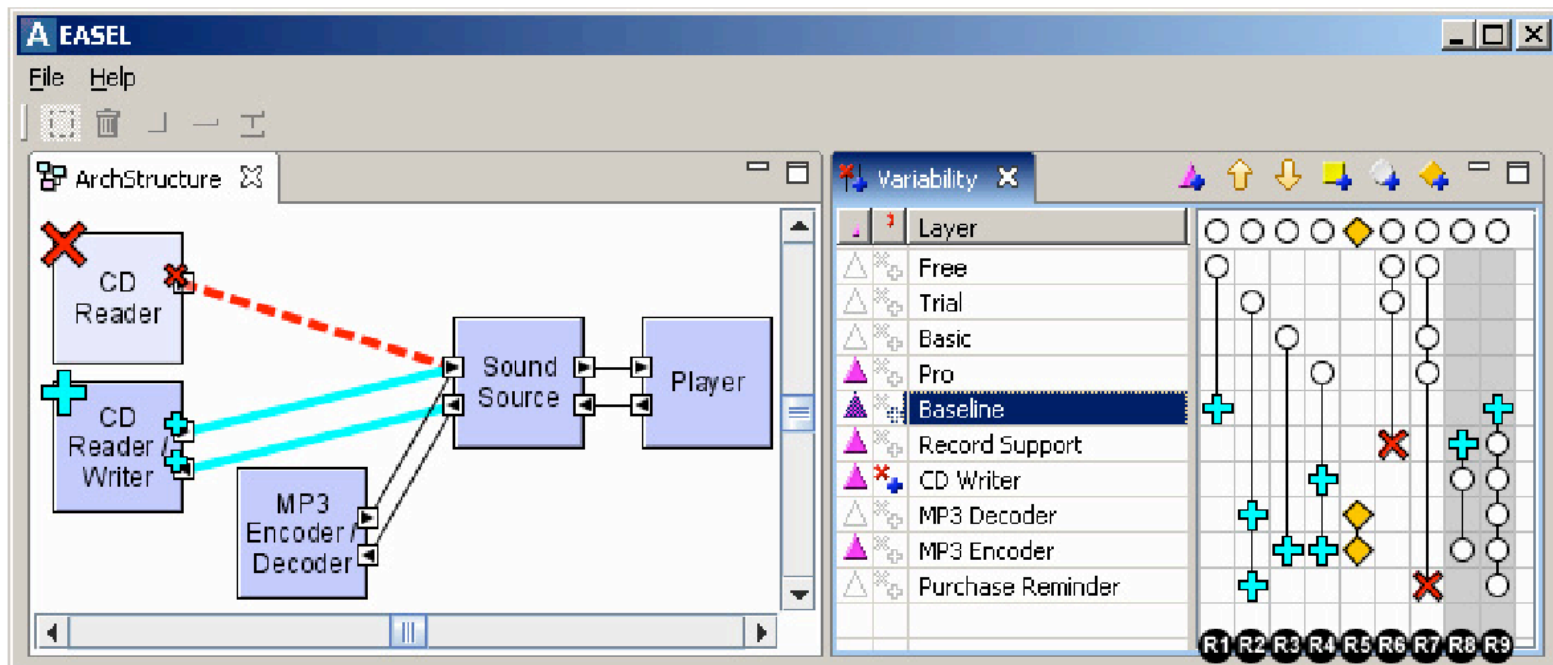 EASEL
File Help
ArchStructure
CD
Reader
CD
Reader /
Writer
MP3
Encoder /
Decoder
Sound
Source
Player
Variability
Layer
Free
Trial
Basic
Pro
Baseline
Record Support
CD Writer
MP3 Decoder
MP3 Encoder
Purchase Reminder
R1 R2 R3 R4 R5 R6 R7 R8 R9